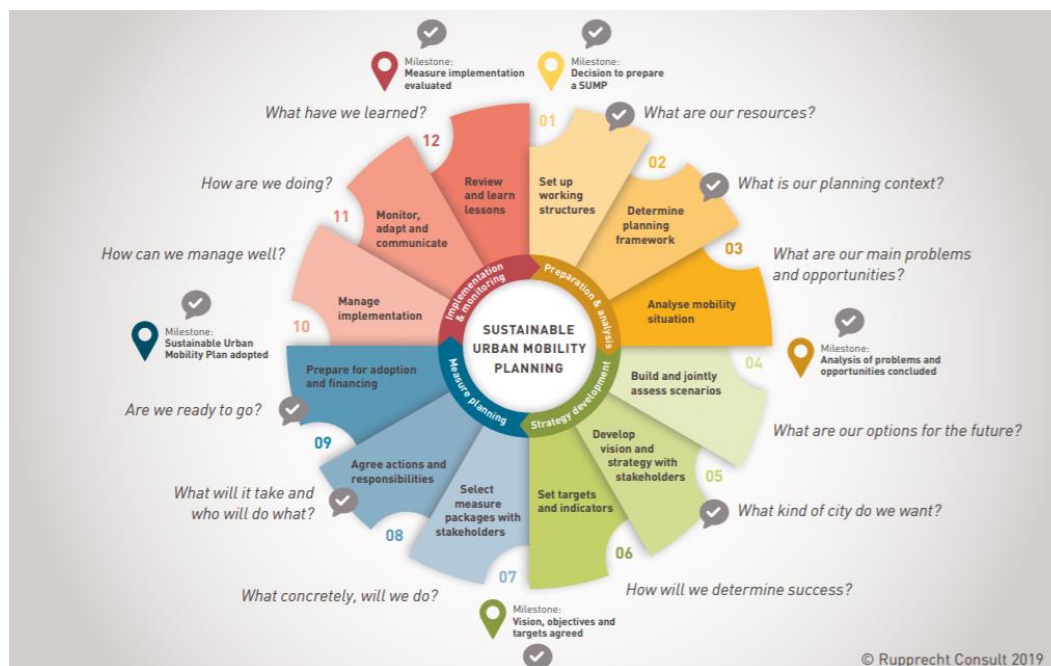 Milestone:
Measure implementation
evaluated
Milestone:
Decision to prepare
a SUMP
What have we learned?
What are our resources?
12
01
Review
and learn
lessons
Set up
working
structures
02
How are we doing?
What is our planning context?
11
Monitor,
adapt and
communicate
Determine
planning
framework
03
How can we manage well?
What are our main problems
and opportunities?
Manage
implementation
Analyse mobility
situation
10
Implementation
& monitoring
Preparation & analysis
SUSTAINABLE
URBAN MOBILITY
PLANNING
Measure planning
Strategy development
Milestone:
Sustainable Urban
Mobility Plan adopted
Milestone:
Analysis of problems and
opportunities concluded
04
Prepare for adoption
and financing
Build and jointly
assess scenarios
Are we ready to go?
What are our options for the future?
09
Agree actions and
responsibilities
Develop
vision and
strategy with
stakeholders
05
What will it take and
who will do what?
Select
measure
packages with
stakeholders
Set targets
and indicators
What kind of city do we want?
08
06
07
What concretely, will we do?
How will we determine success?
Milestone:
Vision, objectives and
targets agreed
© Rupprecht Consult 2019